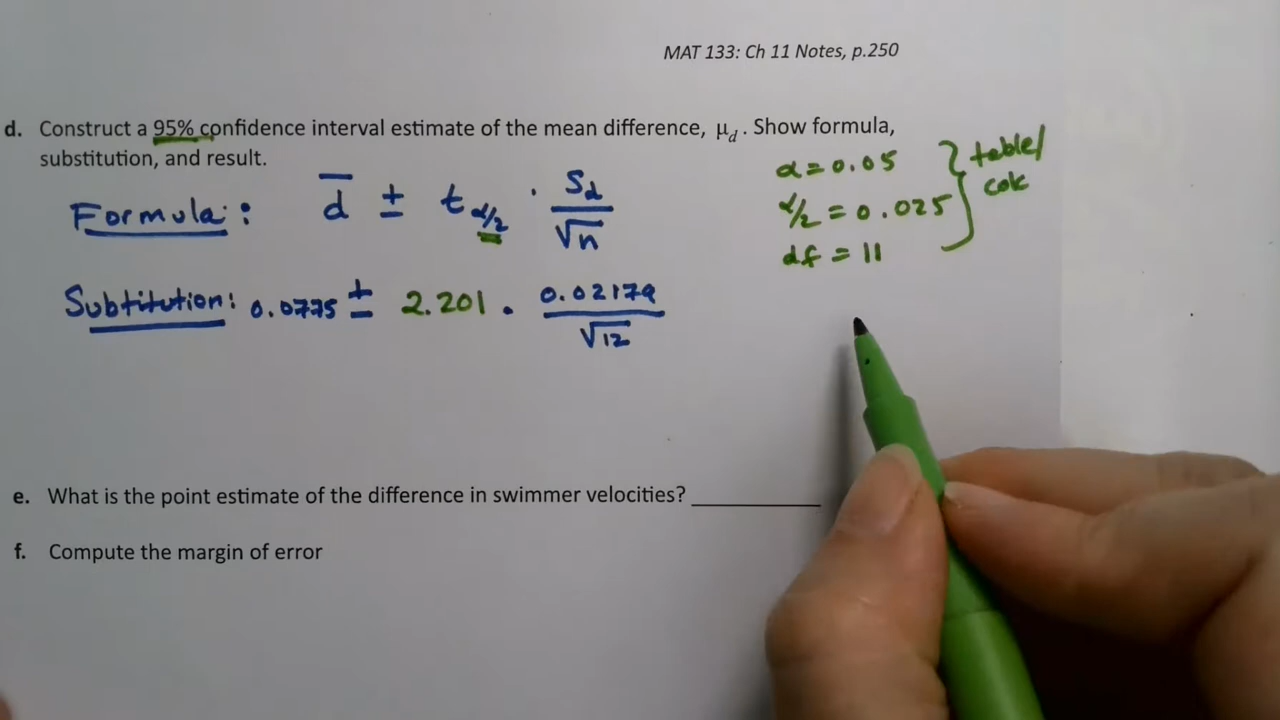 MAT 133: Ch 11 Notes, p.250
d. Construct a 95% confidence interval estimate of the mean difference, μd. Show formula,
substitution, and result.
α = 0.05
α/2 = 0.025
df = 11
} table/
calc
Formula: d̄ ± t α/2 · Sd/√n
Subtitution: 0.0775 ± 2.201 · 0.02179/√12
e. What is the point estimate of the difference in swimmer velocities? __________
f. Compute the margin of error